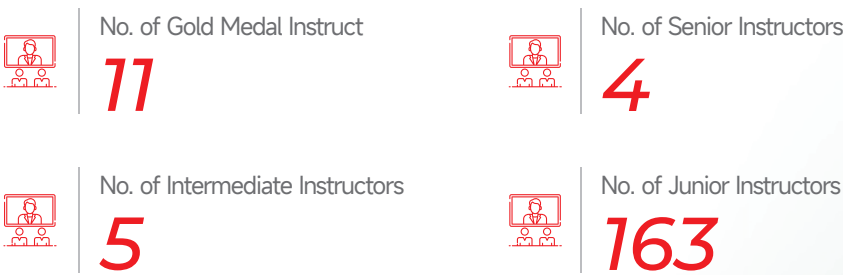 No. of Gold Medal Instruct
11
No. of Senior Instructors
4
No. of Intermediate Instructors
5
No. of Junior Instructors
163